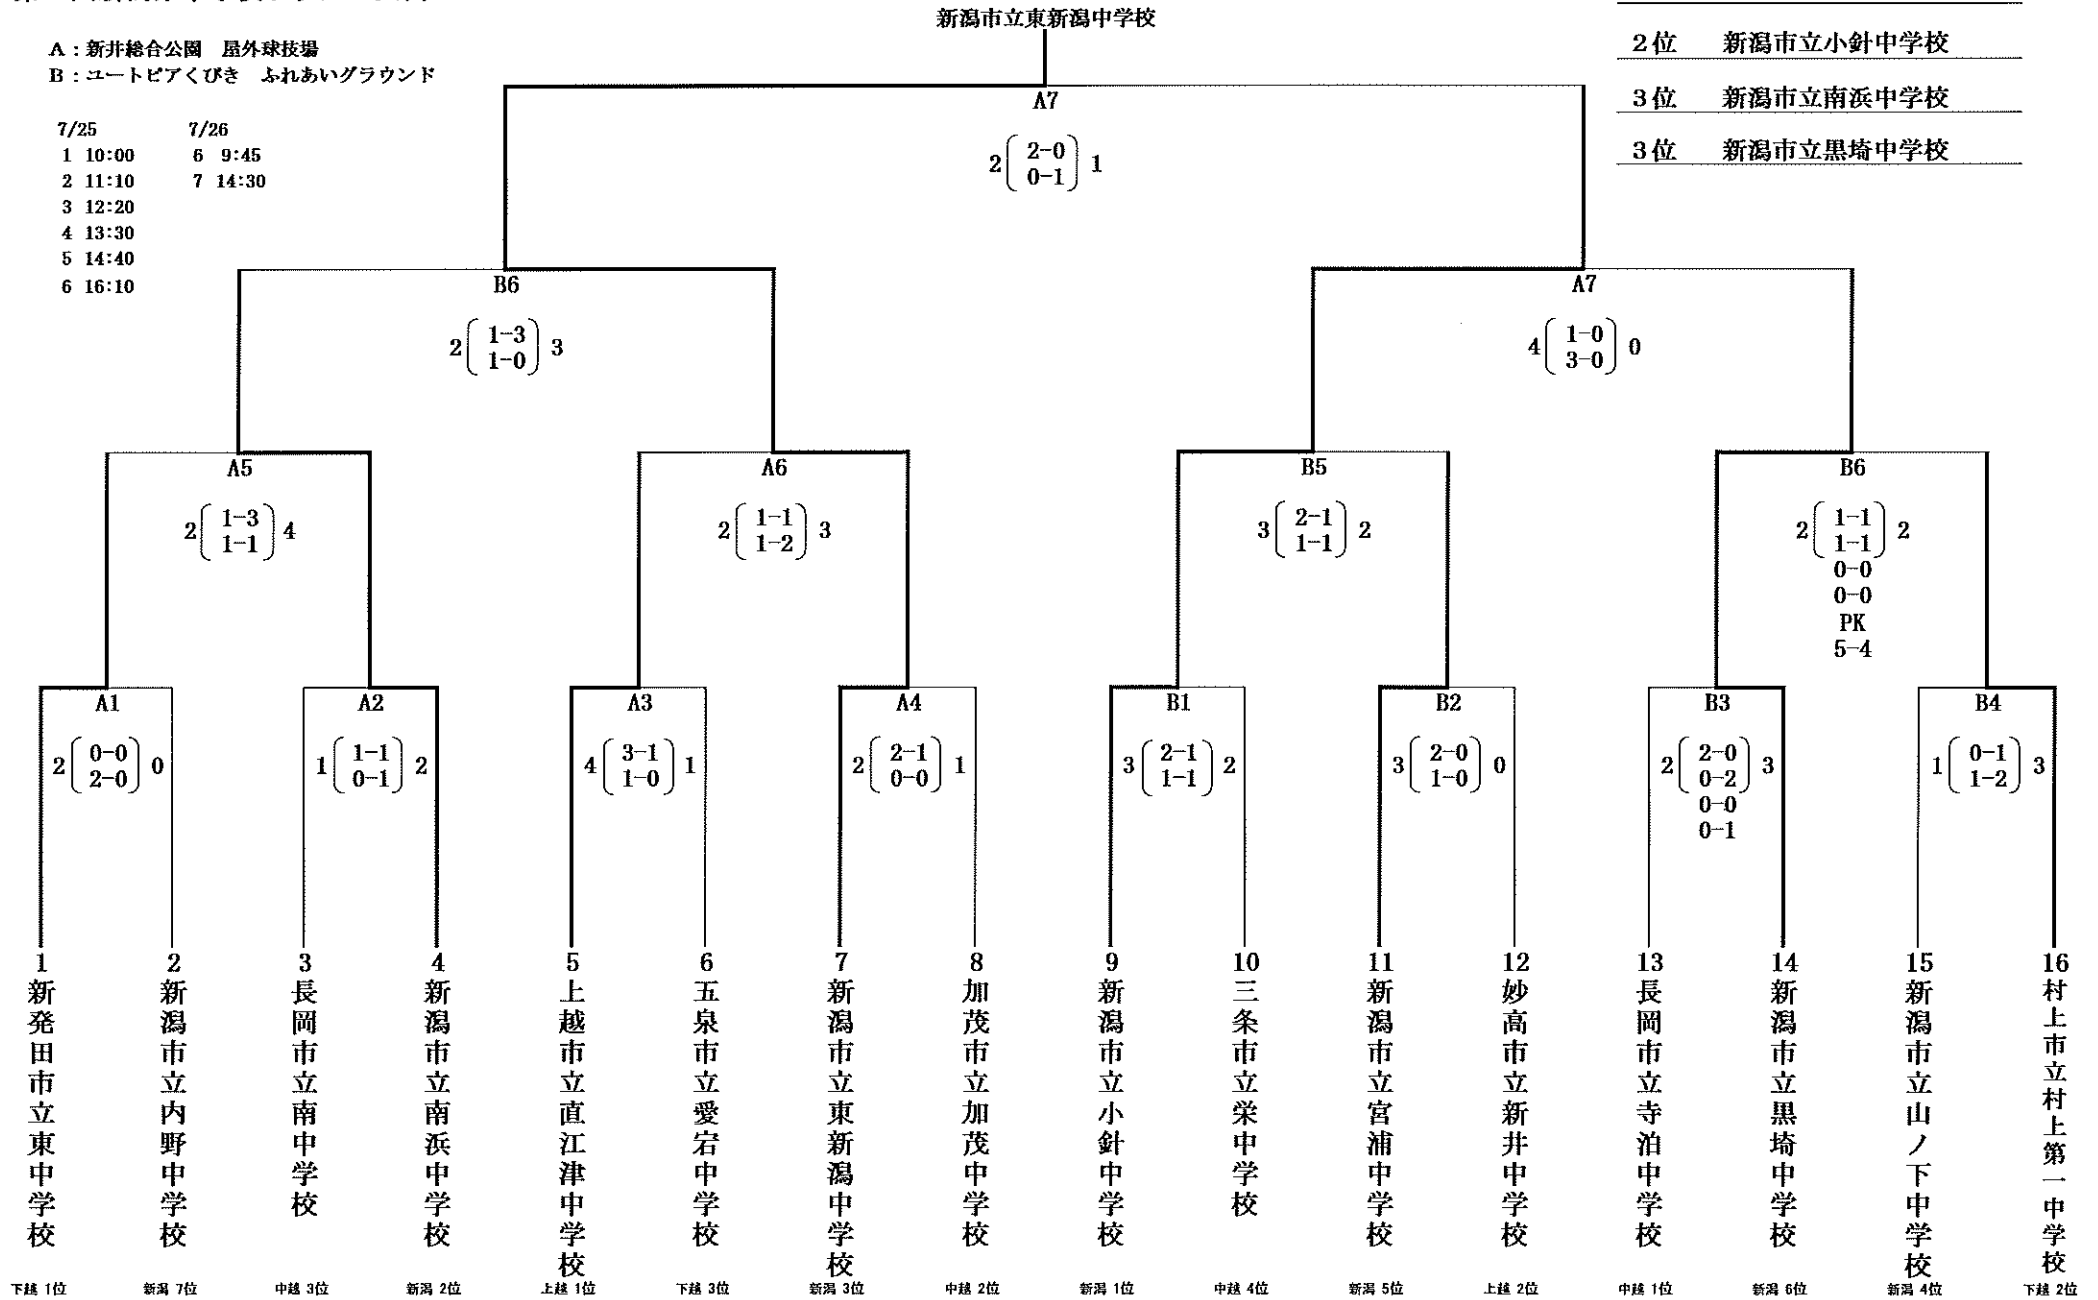 新潟市立東新潟中学校
A：新井総合公園　屋外球技場
B：ユートピアくびき　ふれあいグラウンド
7/25　7/26
1 10:00　6 9:45
2 11:10　7 14:30
3 12:20
4 13:30
5 14:40
6 16:10
2位　新潟市立小針中学校
3位　新潟市立南浜中学校
3位　新潟市立黒埼中学校
A7
2 2-0 1
0-1
B6
2 1-3 3
1-0
A7
4 1-0 0
3-0
A5
2 1-3 4
1-1
A6
2 1-1 3
1-2
B5
3 2-1 2
1-1
B6
2 1-1 2
1-1
0-0
0-0
PK
5-4
A1
2 0-0 0
2-0
A2
1 1-1 2
0-1
A3
4 3-1 1
1-0
A4
2 2-1 1
0-0
B1
3 2-1 2
1-1
B2
3 2-0 0
1-0
B3
2 2-0 3
0-2
0-0
0-1
B4
1 0-1 3
1-2
1
新発田市立東中学校
下越 1位
2
新潟市立内野中学校
新潟 7位
3
長岡市立南中学校
中越 3位
4
新潟市立南浜中学校
新潟 2位
5
上越市立直江津中学校
上越 1位
6
五泉市立愛宕中学校
下越 3位
7
新潟市立東新潟中学校
新潟 3位
8
加茂市立加茂中学校
中越 2位
9
新潟市立小針中学校
新潟 1位
10
三条市立栄中学校
中越 4位
11
新潟市立宮浦中学校
新潟 5位
12
妙高市立新井中学校
上越 2位
13
長岡市立寺泊中学校
中越 1位
14
新潟市立黒埼中学校
新潟 6位
15
新潟市立山ノ下中学校
新潟 4位
16
村上市立村上第一中学校
下越 2位